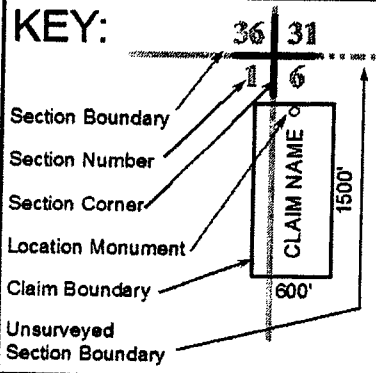 KEY:
36 31
1 6
Section Boundary
Section Number
Section Corner
Location Monument
Claim Boundary
Unsurveyed
Section Boundary
CLAIM NAME
1500'
600'